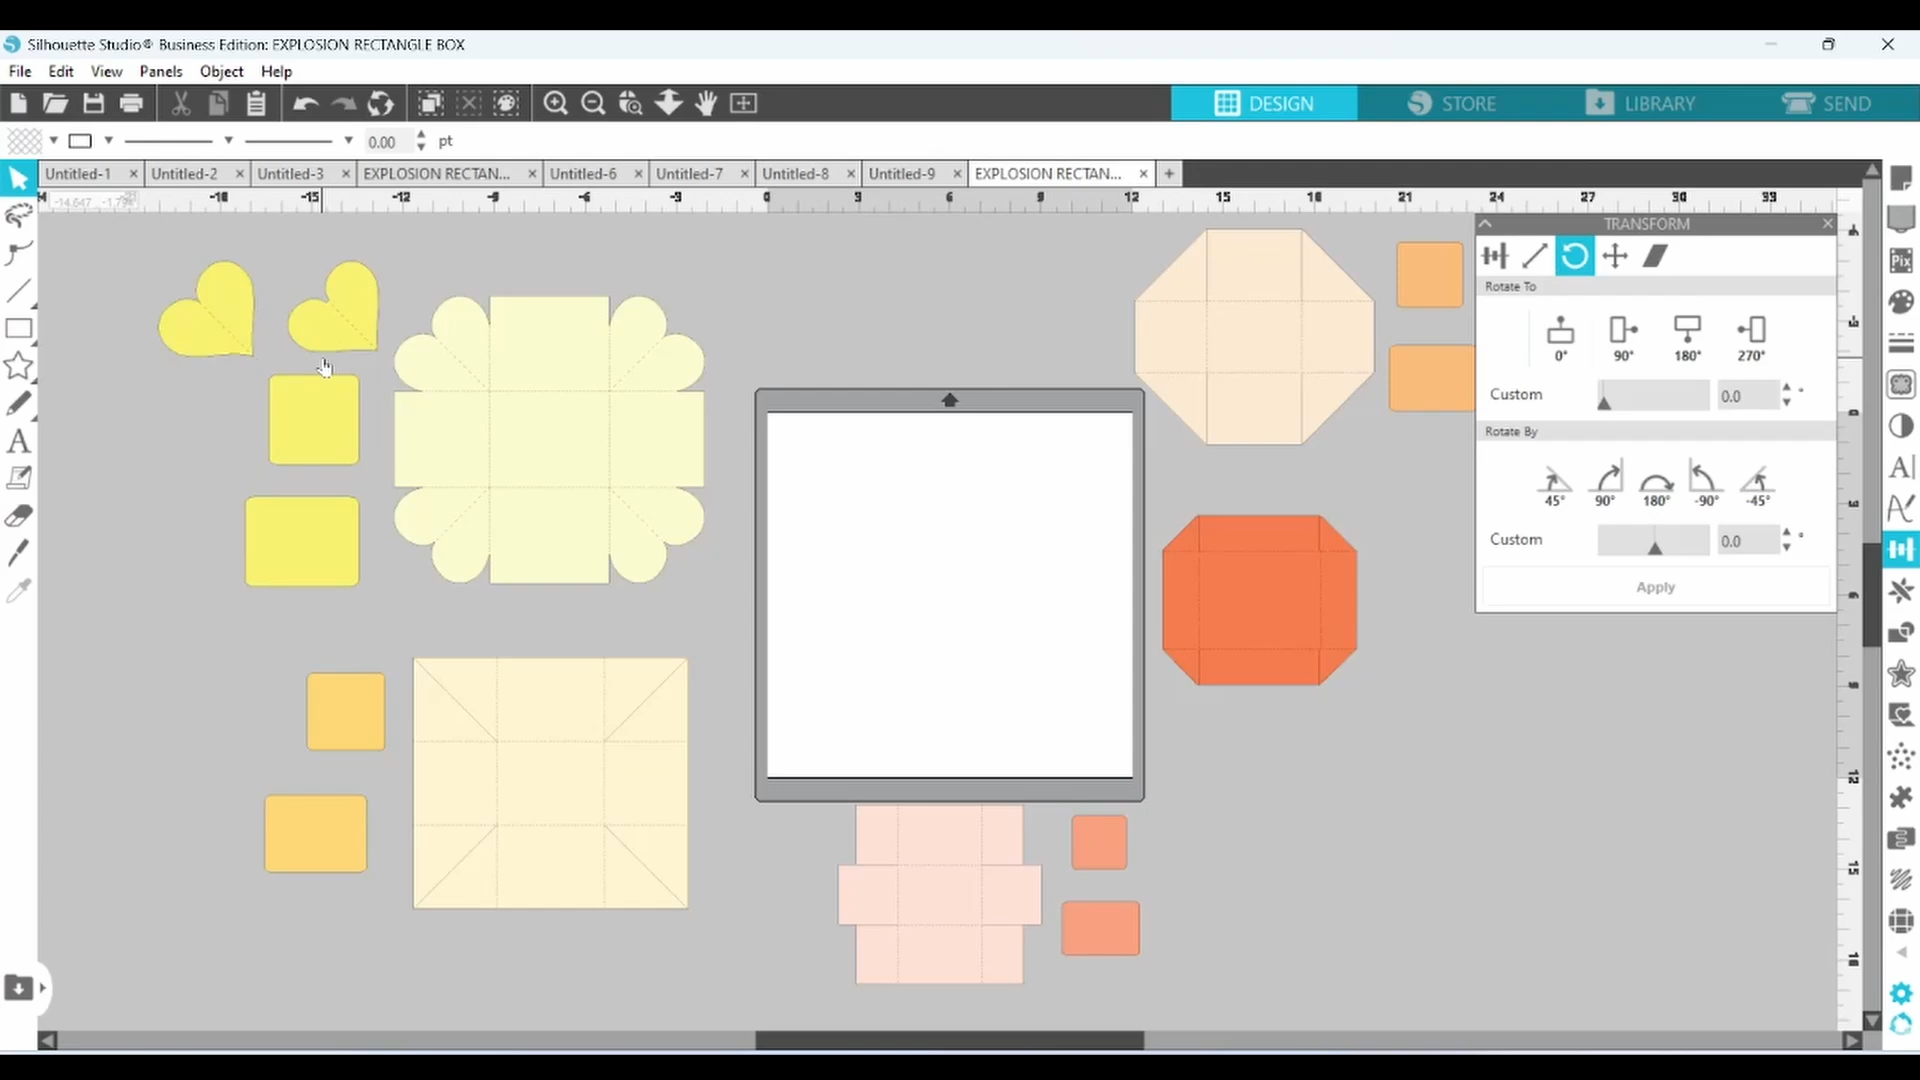 Silhouette Studio® Business Edition: EXPLOSION RECTANGLE BOX
File Edit View Panels Object Help
DESIGN STORE LIBRARY SEND
0.00 pt
Untitled-1 Untitled-2 Untitled-3 EXPLOSION RECTAN... Untitled-6 Untitled-7 Untitled-8 Untitled-9 EXPLOSION RECTAN...
-15 -12 -9 -6 -3 0 3 6 9 12 15 18 21 24 27 30 33
TRANSFORM
Pix
Rotate To
0° 90° 180° 270°
Custom 0.0 °
Rotate By
45° 90° 180° -90° -45°
Custom 0.0 °
Apply